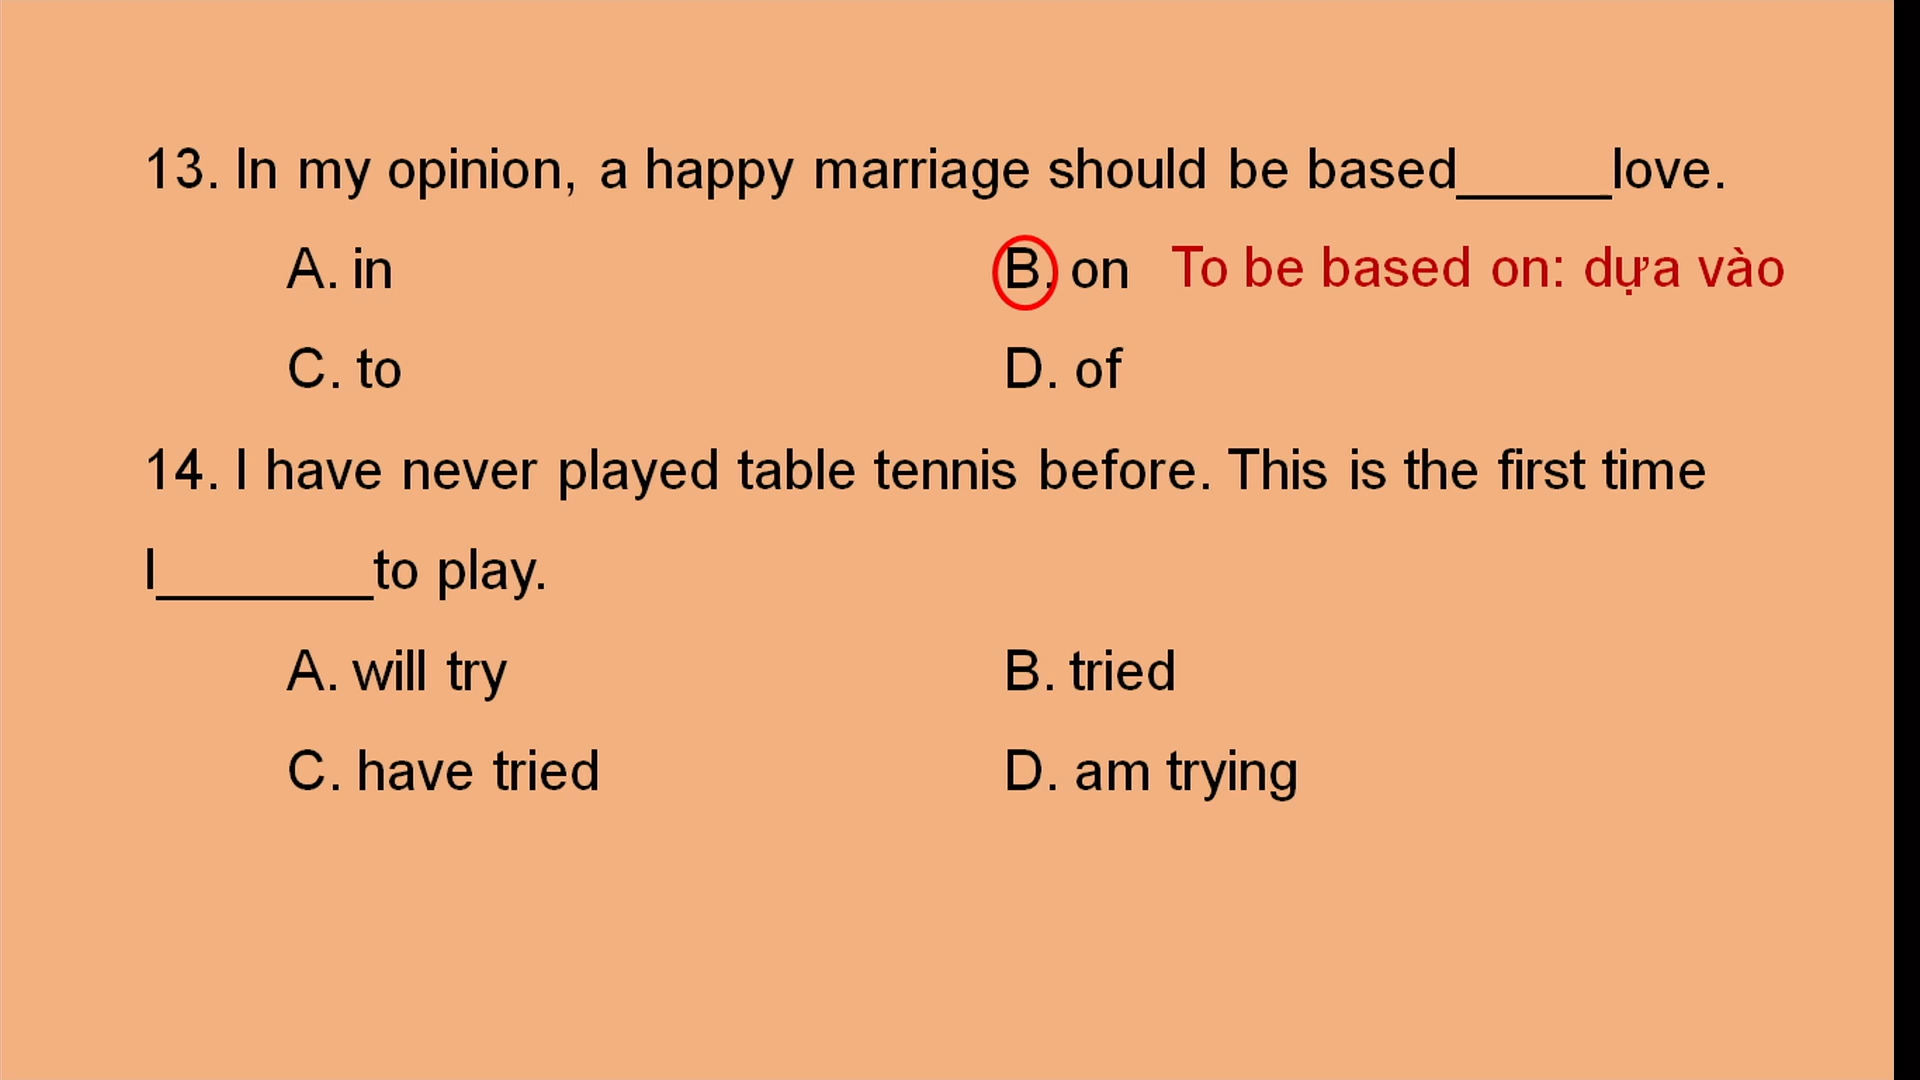 13. In my opinion, a happy marriage should be based_____love.
A. in
B. on To be based on: dựa vào
C. to
D. of
14. I have never played table tennis before. This is the first time
I_______to play.
A. will try
B. tried
C. have tried
D. am trying